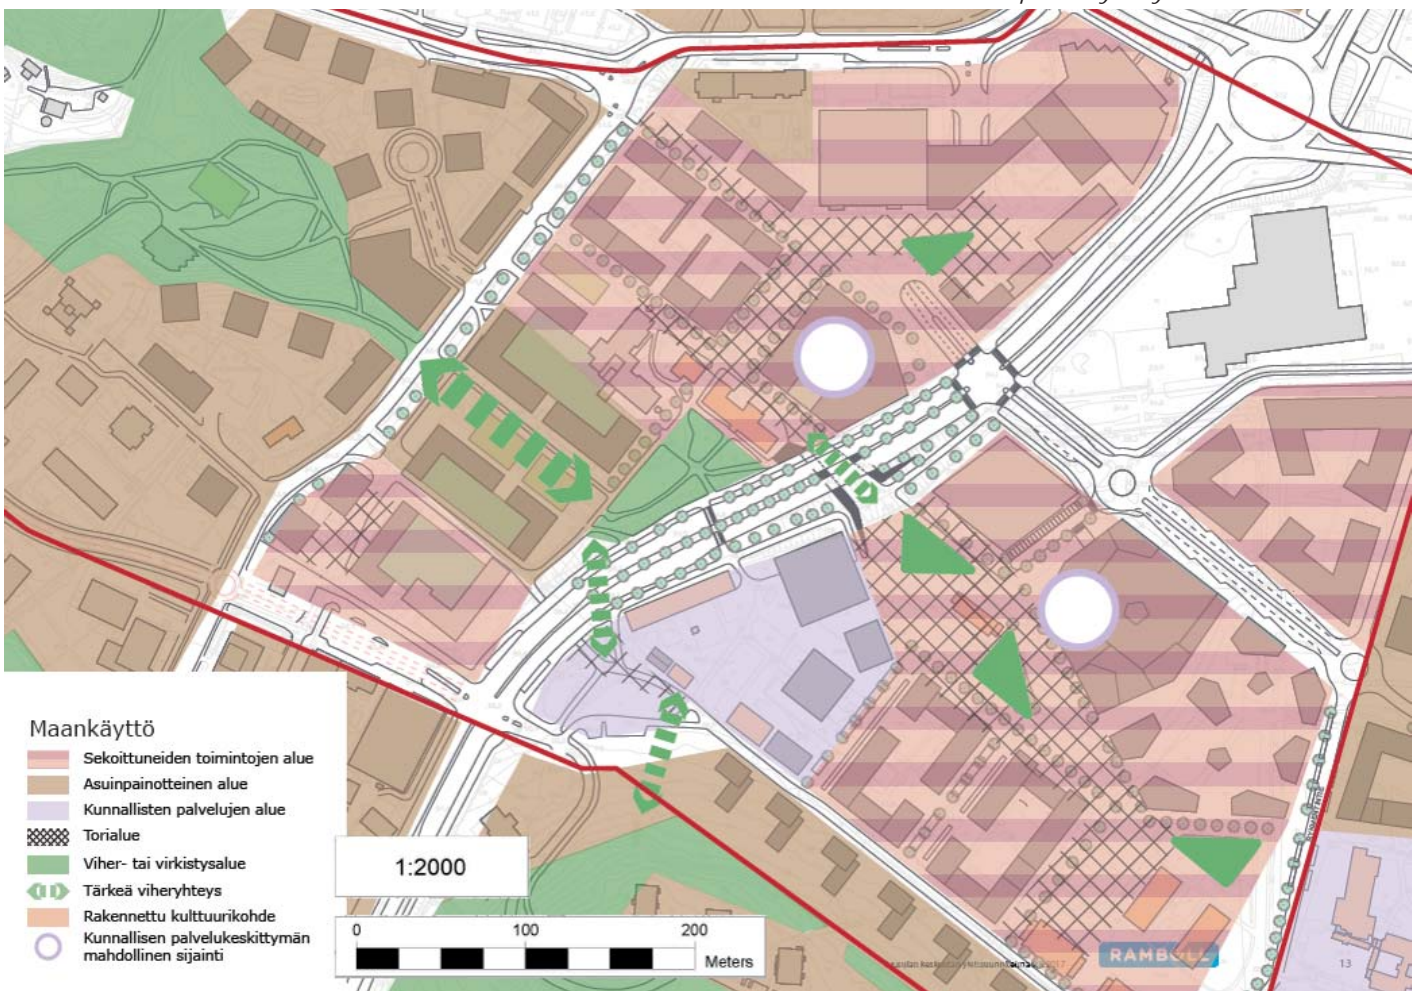 Maankäyttö
Sekoittuneiden toimintojen alue
Asuinpainotteinen alue
Kunnallisten palvelujen alue
Torialue
Viher- tai virkistysalue
Tärkeä viheryhteys
Rakennettu kulttuurikohde
Kunnallisen palvelukeskittymän
mahdollinen sijainti
1:2000
0 100 200
Meters
RAMBOLL
13